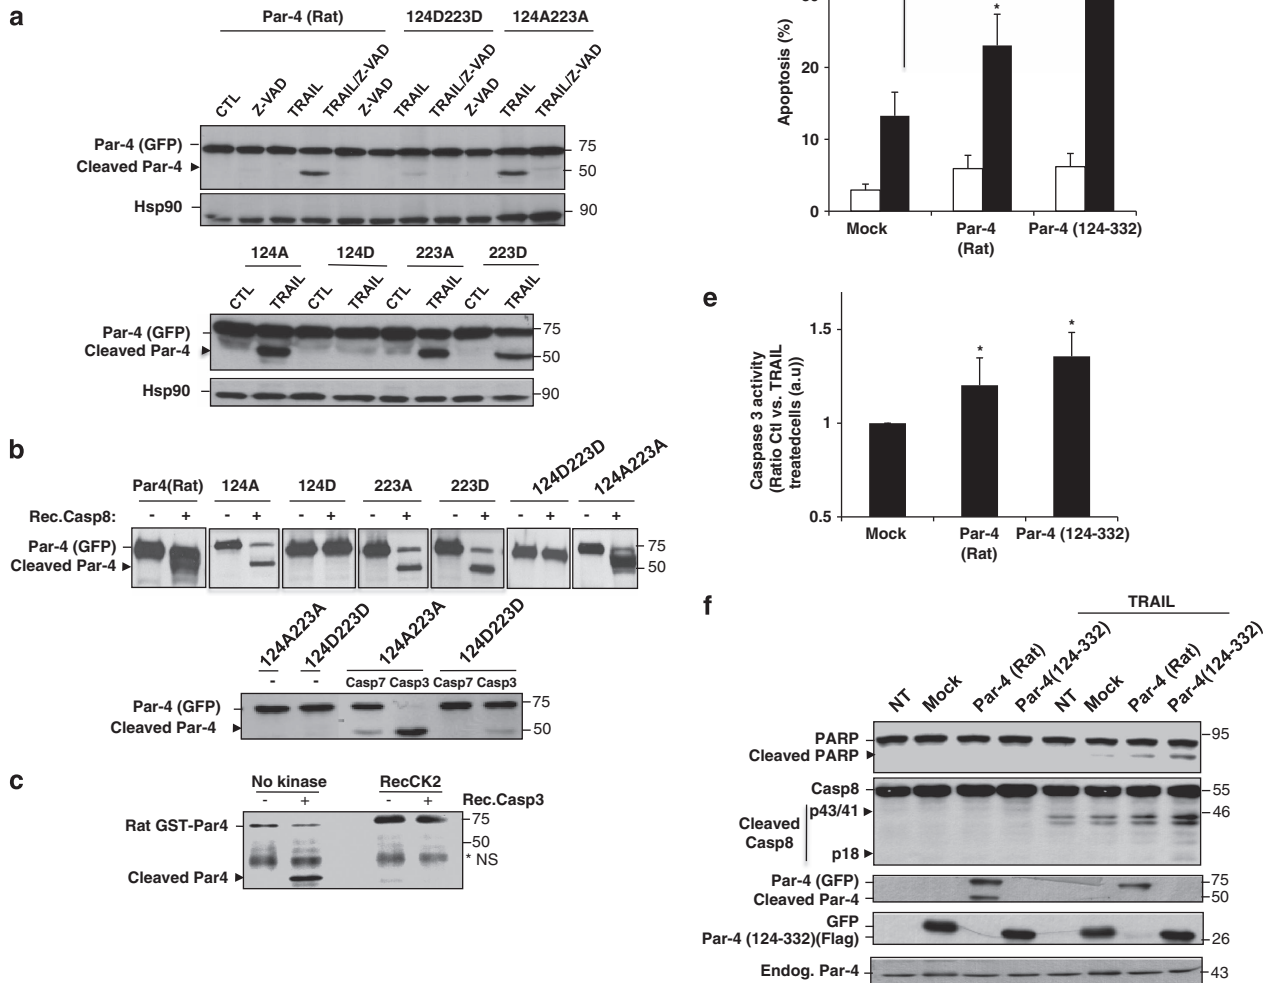 a
Par-4 (Rat) 124D223D 124A223A
CTL Z-VAD TRAIL TRAIL/Z-VAD Z-VAD TRAIL TRAIL/Z-VAD Z-VAD TRAIL TRAIL/Z-VAD
Par-4 (GFP) 75
Cleaved Par-4 50
Hsp90 90
124A 124D 223A 223D
CTL TRAIL CTL TRAIL CTL TRAIL CTL TRAIL
Par-4 (GFP) 75
Cleaved Par-4 50
Hsp90 90
b
Par4(Rat) 124A 124D 223A 223D 124D223D 124A223A
Rec.Casp8: - + - + - + - + - + - + - +
Par-4 (GFP) 75
Cleaved Par-4 50
124A223A 124D223D 124A223A 124D223D
- - Casp7 Casp3 Casp7 Casp3
Par-4 (GFP) 75
Cleaved Par-4 50
c
No kinase RecCK2
- + - + Rec.Casp3
Rat GST-Par4 75
50
* NS
Cleaved Par4
Apoptosis (%)
20
10
0
*
Mock Par-4 (Rat) Par-4 (124-332)
e
Caspase 3 activity
(Ratio Ctl vs. TRAIL
treatedcells (a.u))
1.5
1
0.5
* *
Mock Par-4 (Rat) Par-4 (124-332)
f
TRAIL
NT Mock Par-4 (Rat) Par-4(124-332) NT Mock Par-4 (Rat) Par-4(124-332)
PARP 95
Cleaved PARP
Casp8 55
p43/41 46
Cleaved
Casp8
p18
Par-4 (GFP) 75
Cleaved Par-4 50
GFP
Par-4 (124-332)(Flag) 26
Endog. Par-4 43